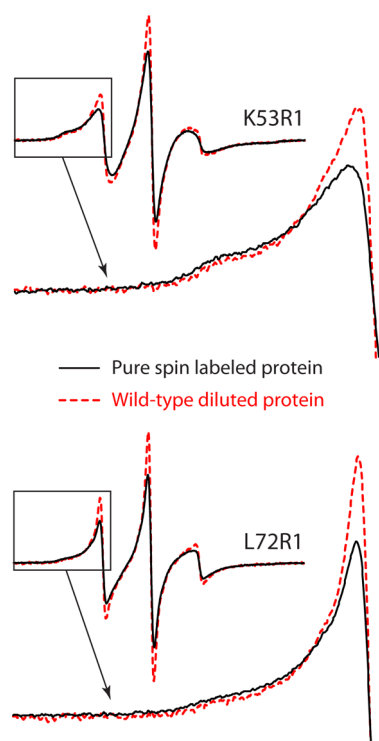 K53R1
Pure spin labeled protein
Wild-type diluted protein
L72R1